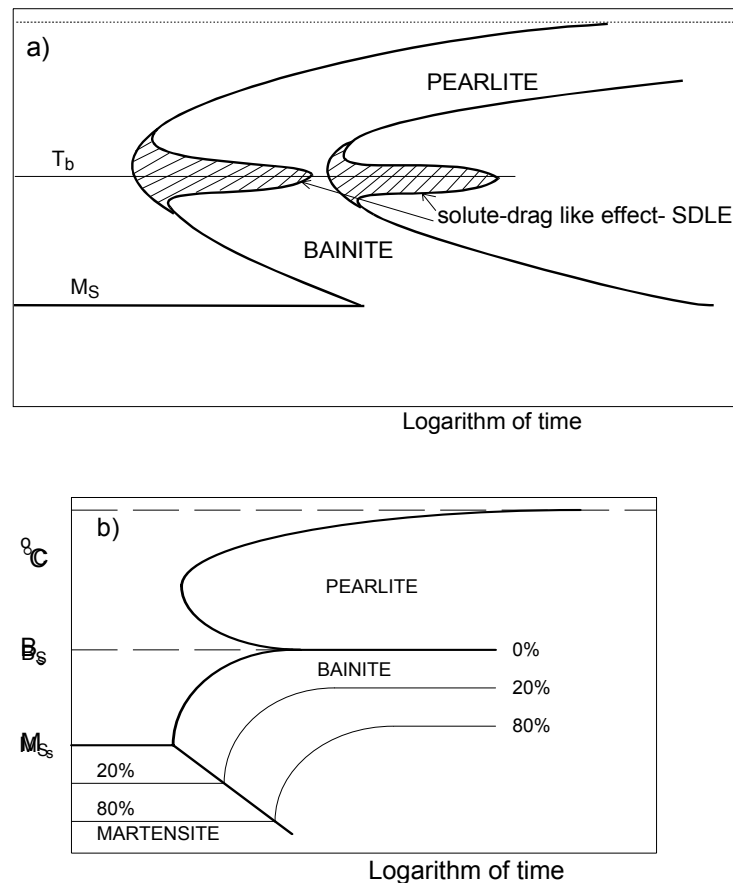 a)
PEARLITE
Tb
solute-drag like effect- SDLE
BAINITE
MS
Logarithm of time
b)
°C
PEARLITE
BS
0%
BAINITE
20%
80%
MS
20%
80%
MARTENSITE
Logarithm of time